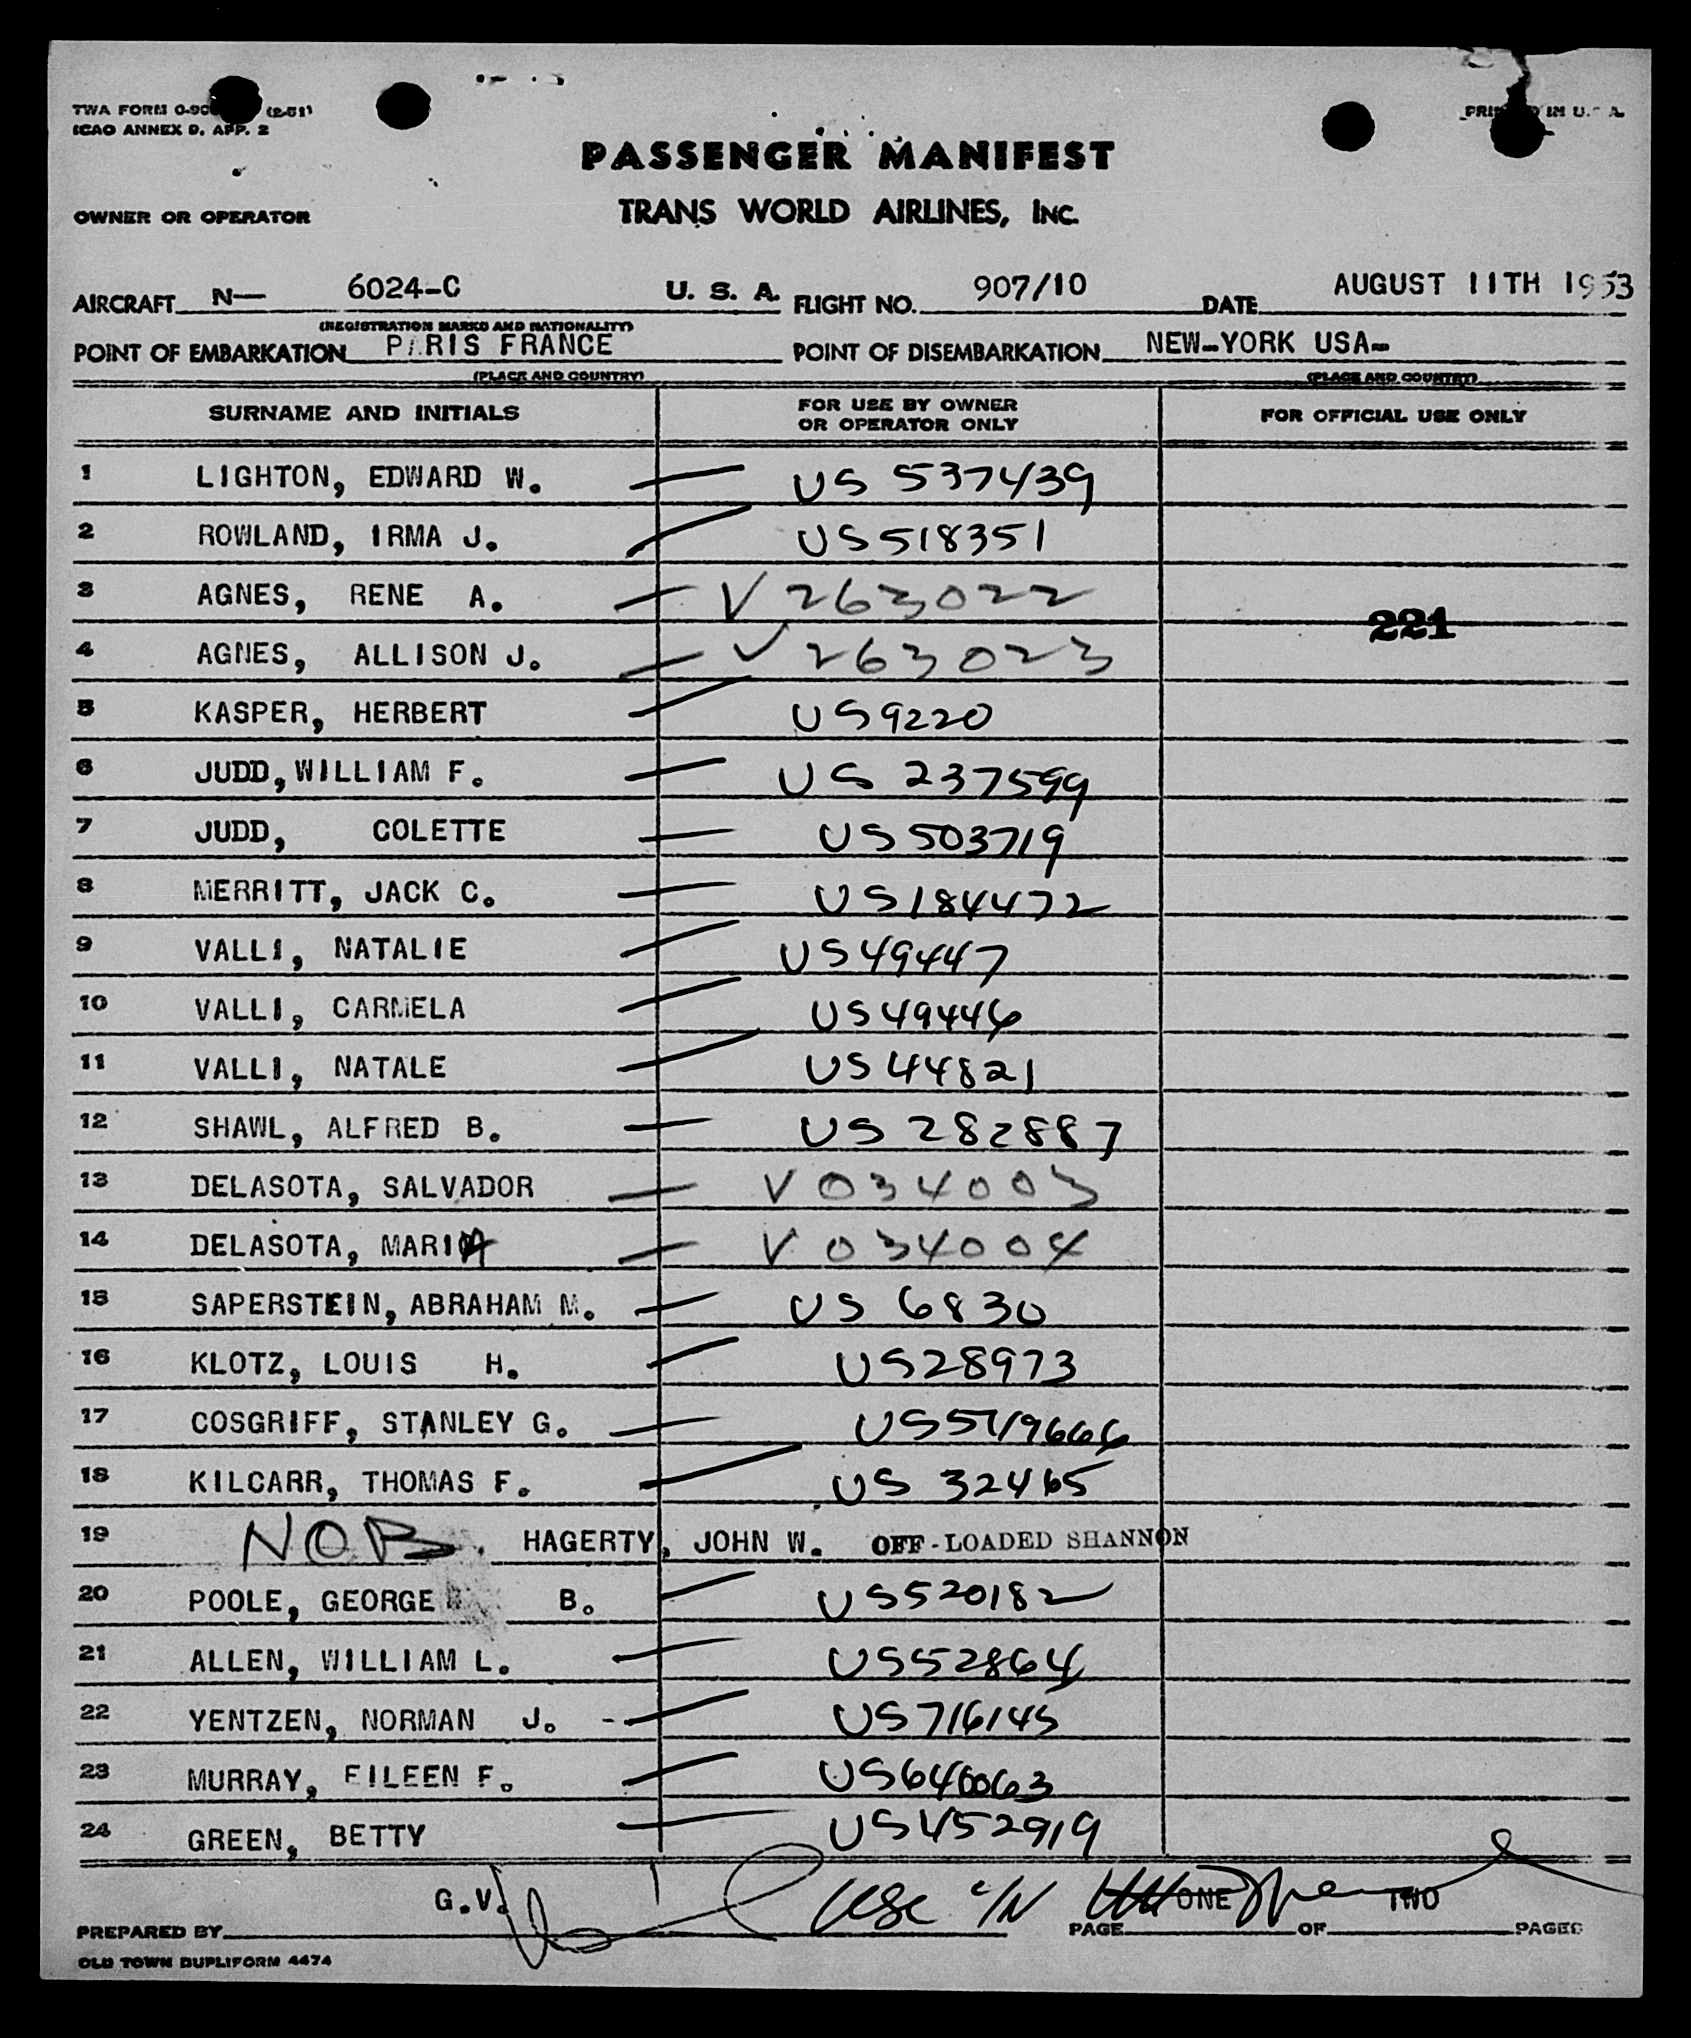 TWA FORM 0-90 (2-51)
ICAO ANNEX 9, APP. 2
PRINTED IN U.S.A.
PASSENGER MANIFEST
OWNER OR OPERATOR TRANS WORLD AIRLINES, INC.
AIRCRAFT N— 6024-C U. S. A. FLIGHT NO. 907/10 DATE AUGUST 11TH 1953
(REGISTRATION MARKS AND NATIONALITY)
POINT OF EMBARKATION PARIS FRANCE POINT OF DISEMBARKATION NEW-YORK USA-
(PLACE AND COUNTRY) (PLACE AND COUNTRY)
SURNAME AND INITIALS FOR USE BY OWNER OR OPERATOR ONLY FOR OFFICIAL USE ONLY
1 LIGHTON, EDWARD W. — US 537439
2 ROWLAND, IRMA J. — US518351
3 AGNES, RENE A. — V263022
221
4 AGNES, ALLISON J. — V263023
5 KASPER, HERBERT — US9220
6 JUDD, WILLIAM F. — US 237599
7 JUDD, COLETTE — US503719
8 MERRITT, JACK C. — US184472
9 VALLI, NATALIE — US49447
10 VALLI, CARMELA — US49446
11 VALLI, NATALE — US44821
12 SHAWL, ALFRED B. — US 282887
13 DELASOTA, SALVADOR — V034003
14 DELASOTA, MARIA — V034004
15 SAPERSTEIN, ABRAHAM M. — US 6830
16 KLOTZ, LOUIS H. — US28973
17 COSGRIFF, STANLEY G. —
18 KILCARR, THOMAS F. — US 32465
19 NOB. HAGERTY, JOHN W. OFF-LOADED SHANNON
20 POOLE, GEORGE B. — US520182
21 ALLEN, WILLIAM L. — US52864
22 YENTZEN, NORMAN J. — US716145
23 MURRAY, EILEEN F. — US640063
24 GREEN, BETTY — US452919
PREPARED BY G.V. PAGE ONE OF TWO PAGES
OLD TOWN DUPLIFORM 4474